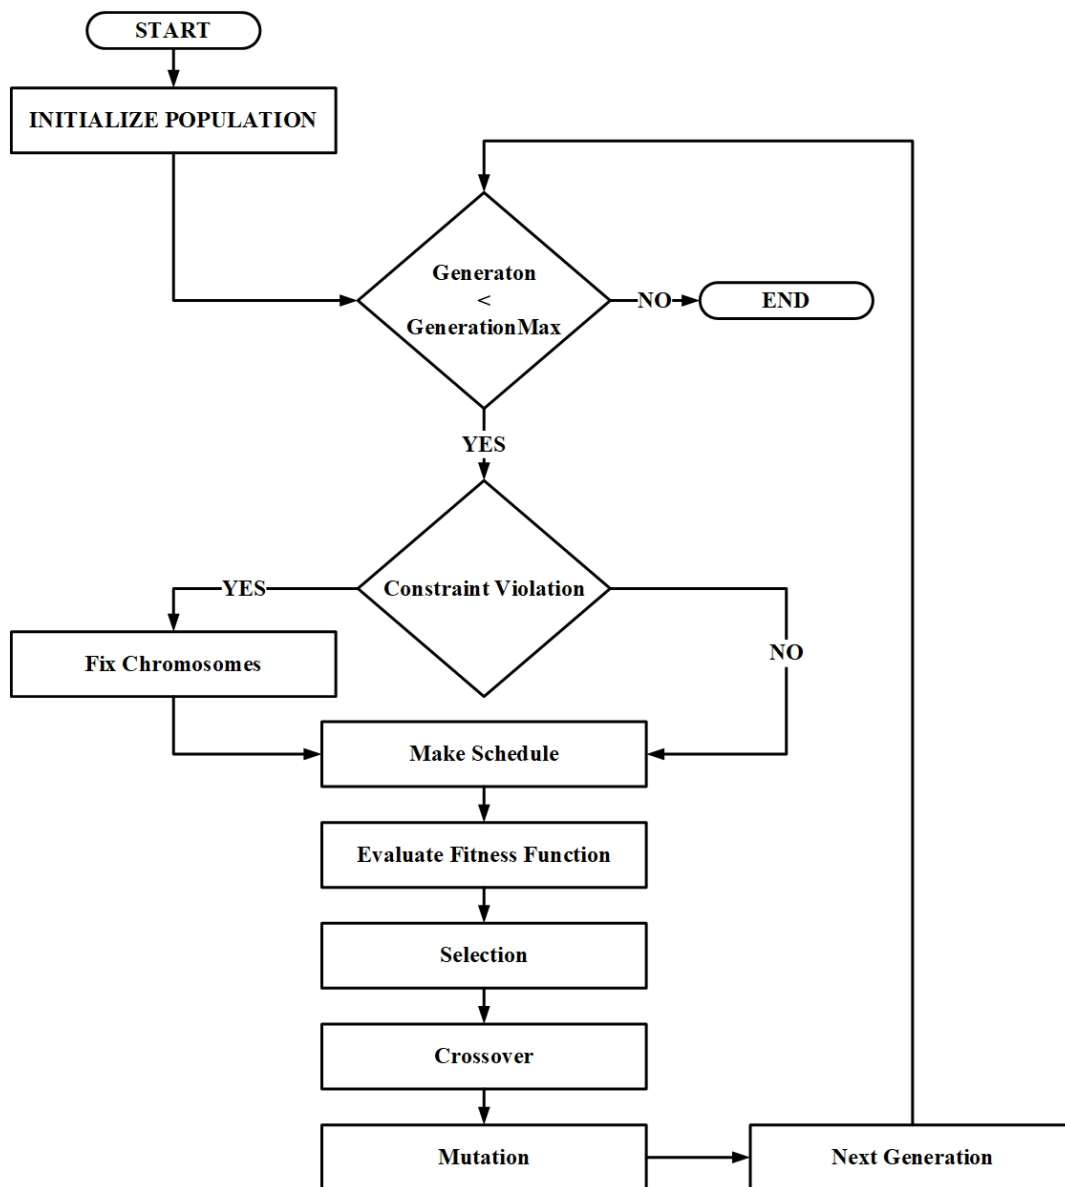 START
INITIALIZE POPULATION
Generaton
<
GenerationMax
NO
END
YES
YES
Constraint Violation
Fix Chromosomes
NO
Make Schedule
Evaluate Fitness Function
Selection
Crossover
Mutation
Next Generation